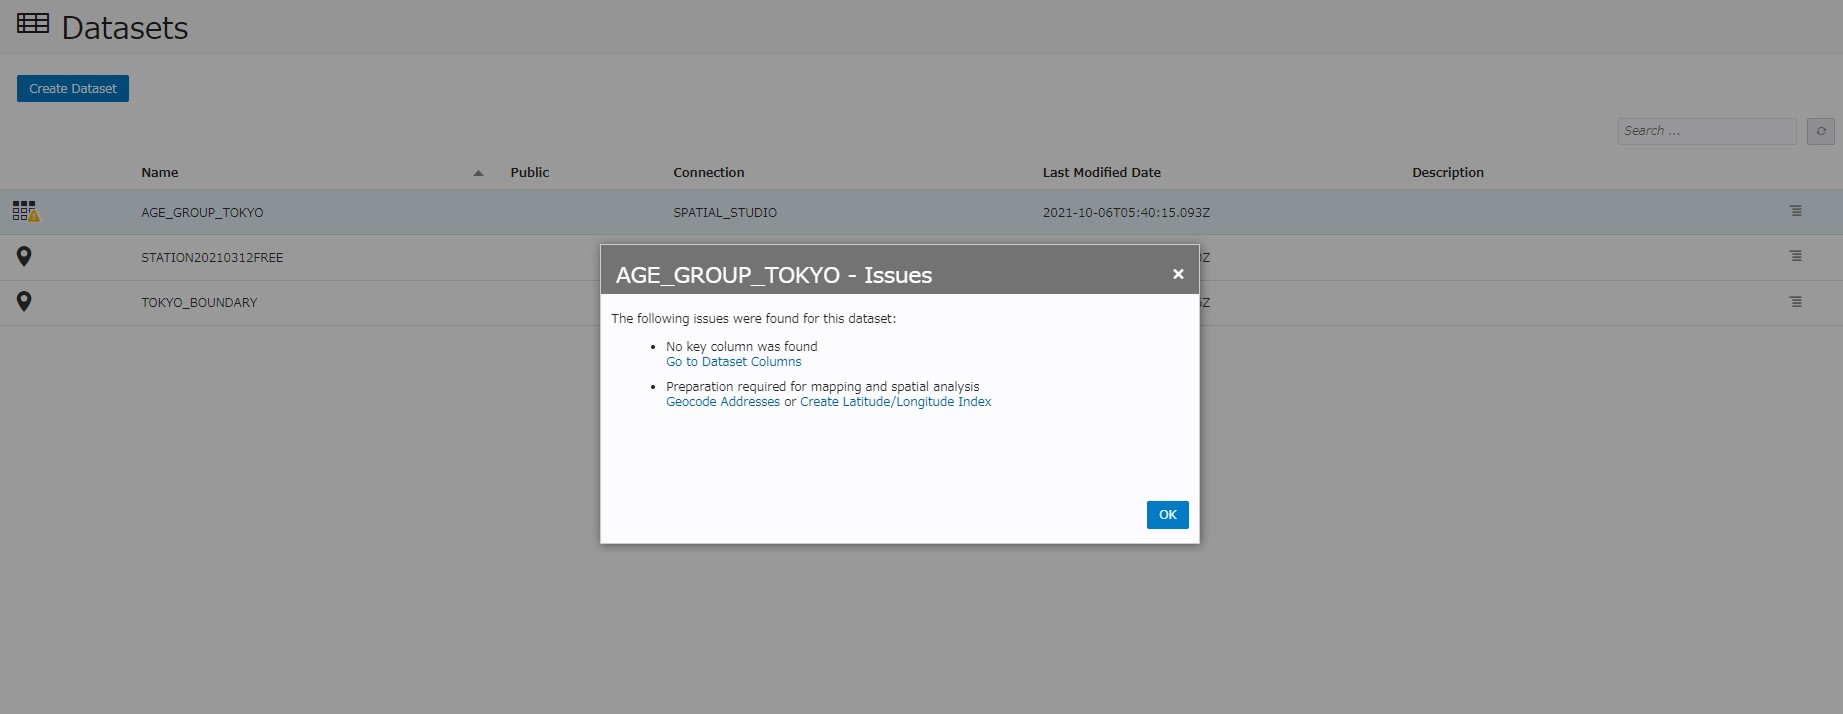 Datasets
Create Dataset
Search ...
Name Public Connection Last Modified Date Description
AGE_GROUP_TOKYO SPATIAL_STUDIO 2021-10-06T05:40:15.093Z
STATION20210312FREE
TOKYO_BOUNDARY
AGE_GROUP_TOKYO - Issues
The following issues were found for this dataset:
• No key column was found
Go to Dataset Columns
• Preparation required for mapping and spatial analysis
Geocode Addresses or Create Latitude/Longitude Index
OK